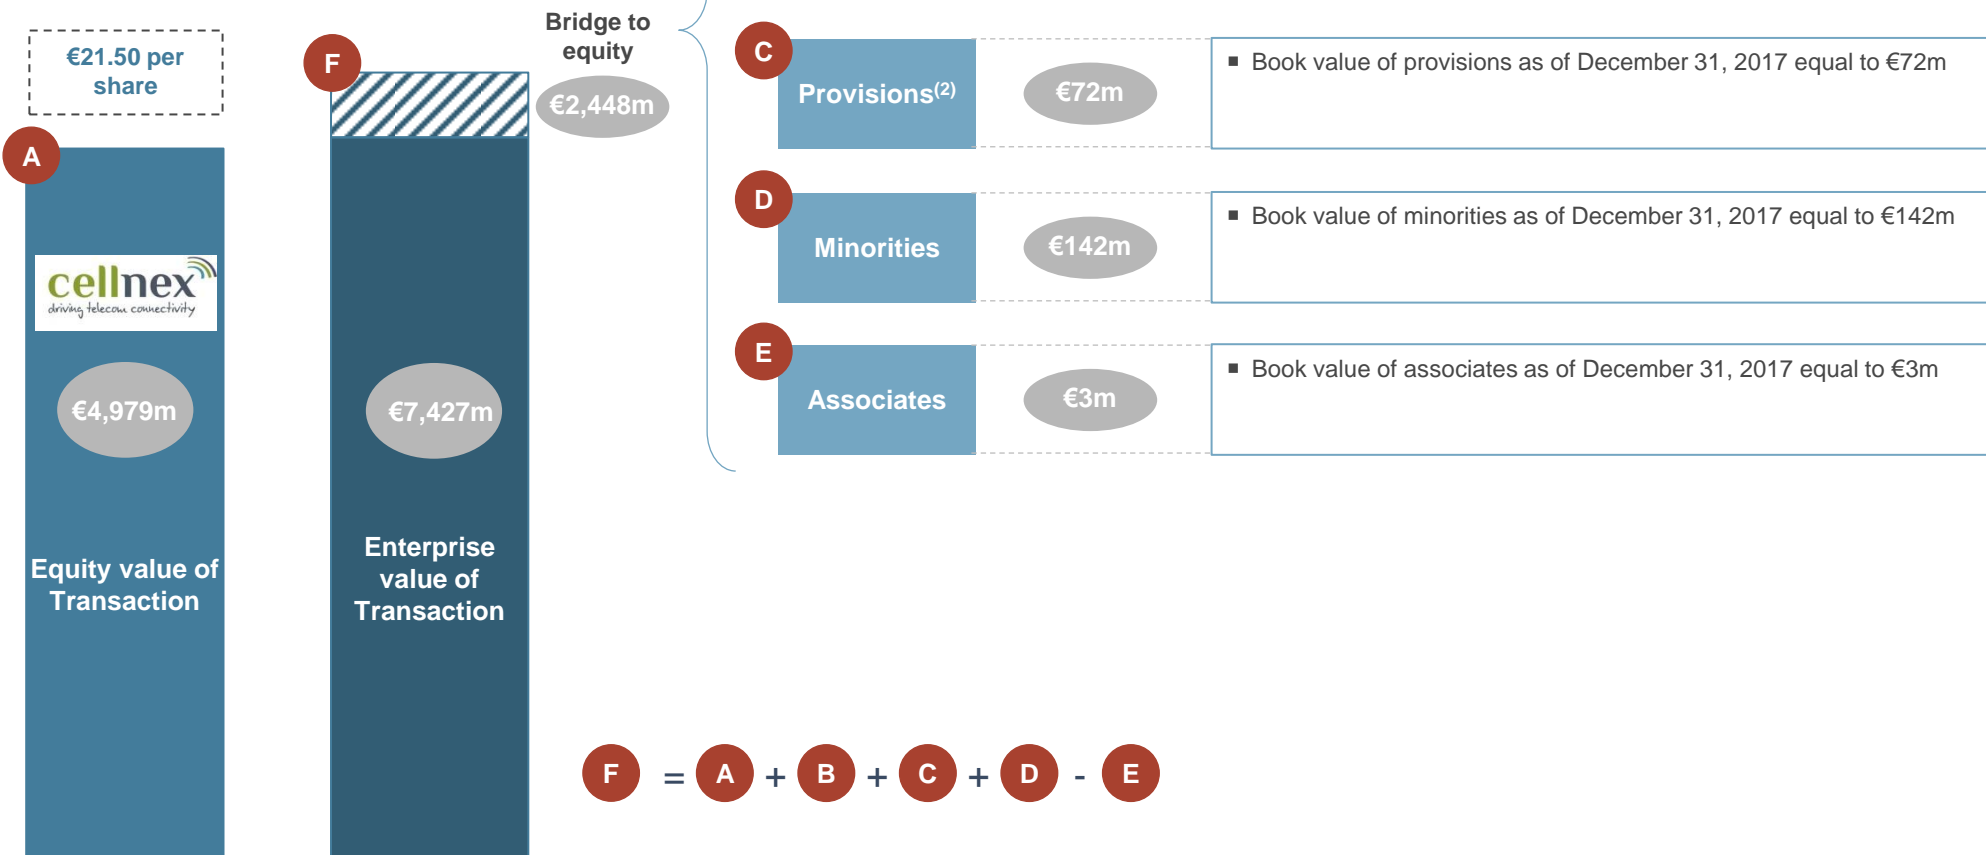 €21.50 per
share
A
cellnex
driving telecom connectivity
€4,979m
Equity value of
Transaction
F
€7,427m
Enterprise
value of
Transaction
Bridge to
equity
€2,448m
C
Provisions(2)
€72m
▪ Book value of provisions as of December 31, 2017 equal to €72m
D
Minorities
€142m
▪ Book value of minorities as of December 31, 2017 equal to €142m
E
Associates
€3m
▪ Book value of associates as of December 31, 2017 equal to €3m
F = A + B + C + D - E